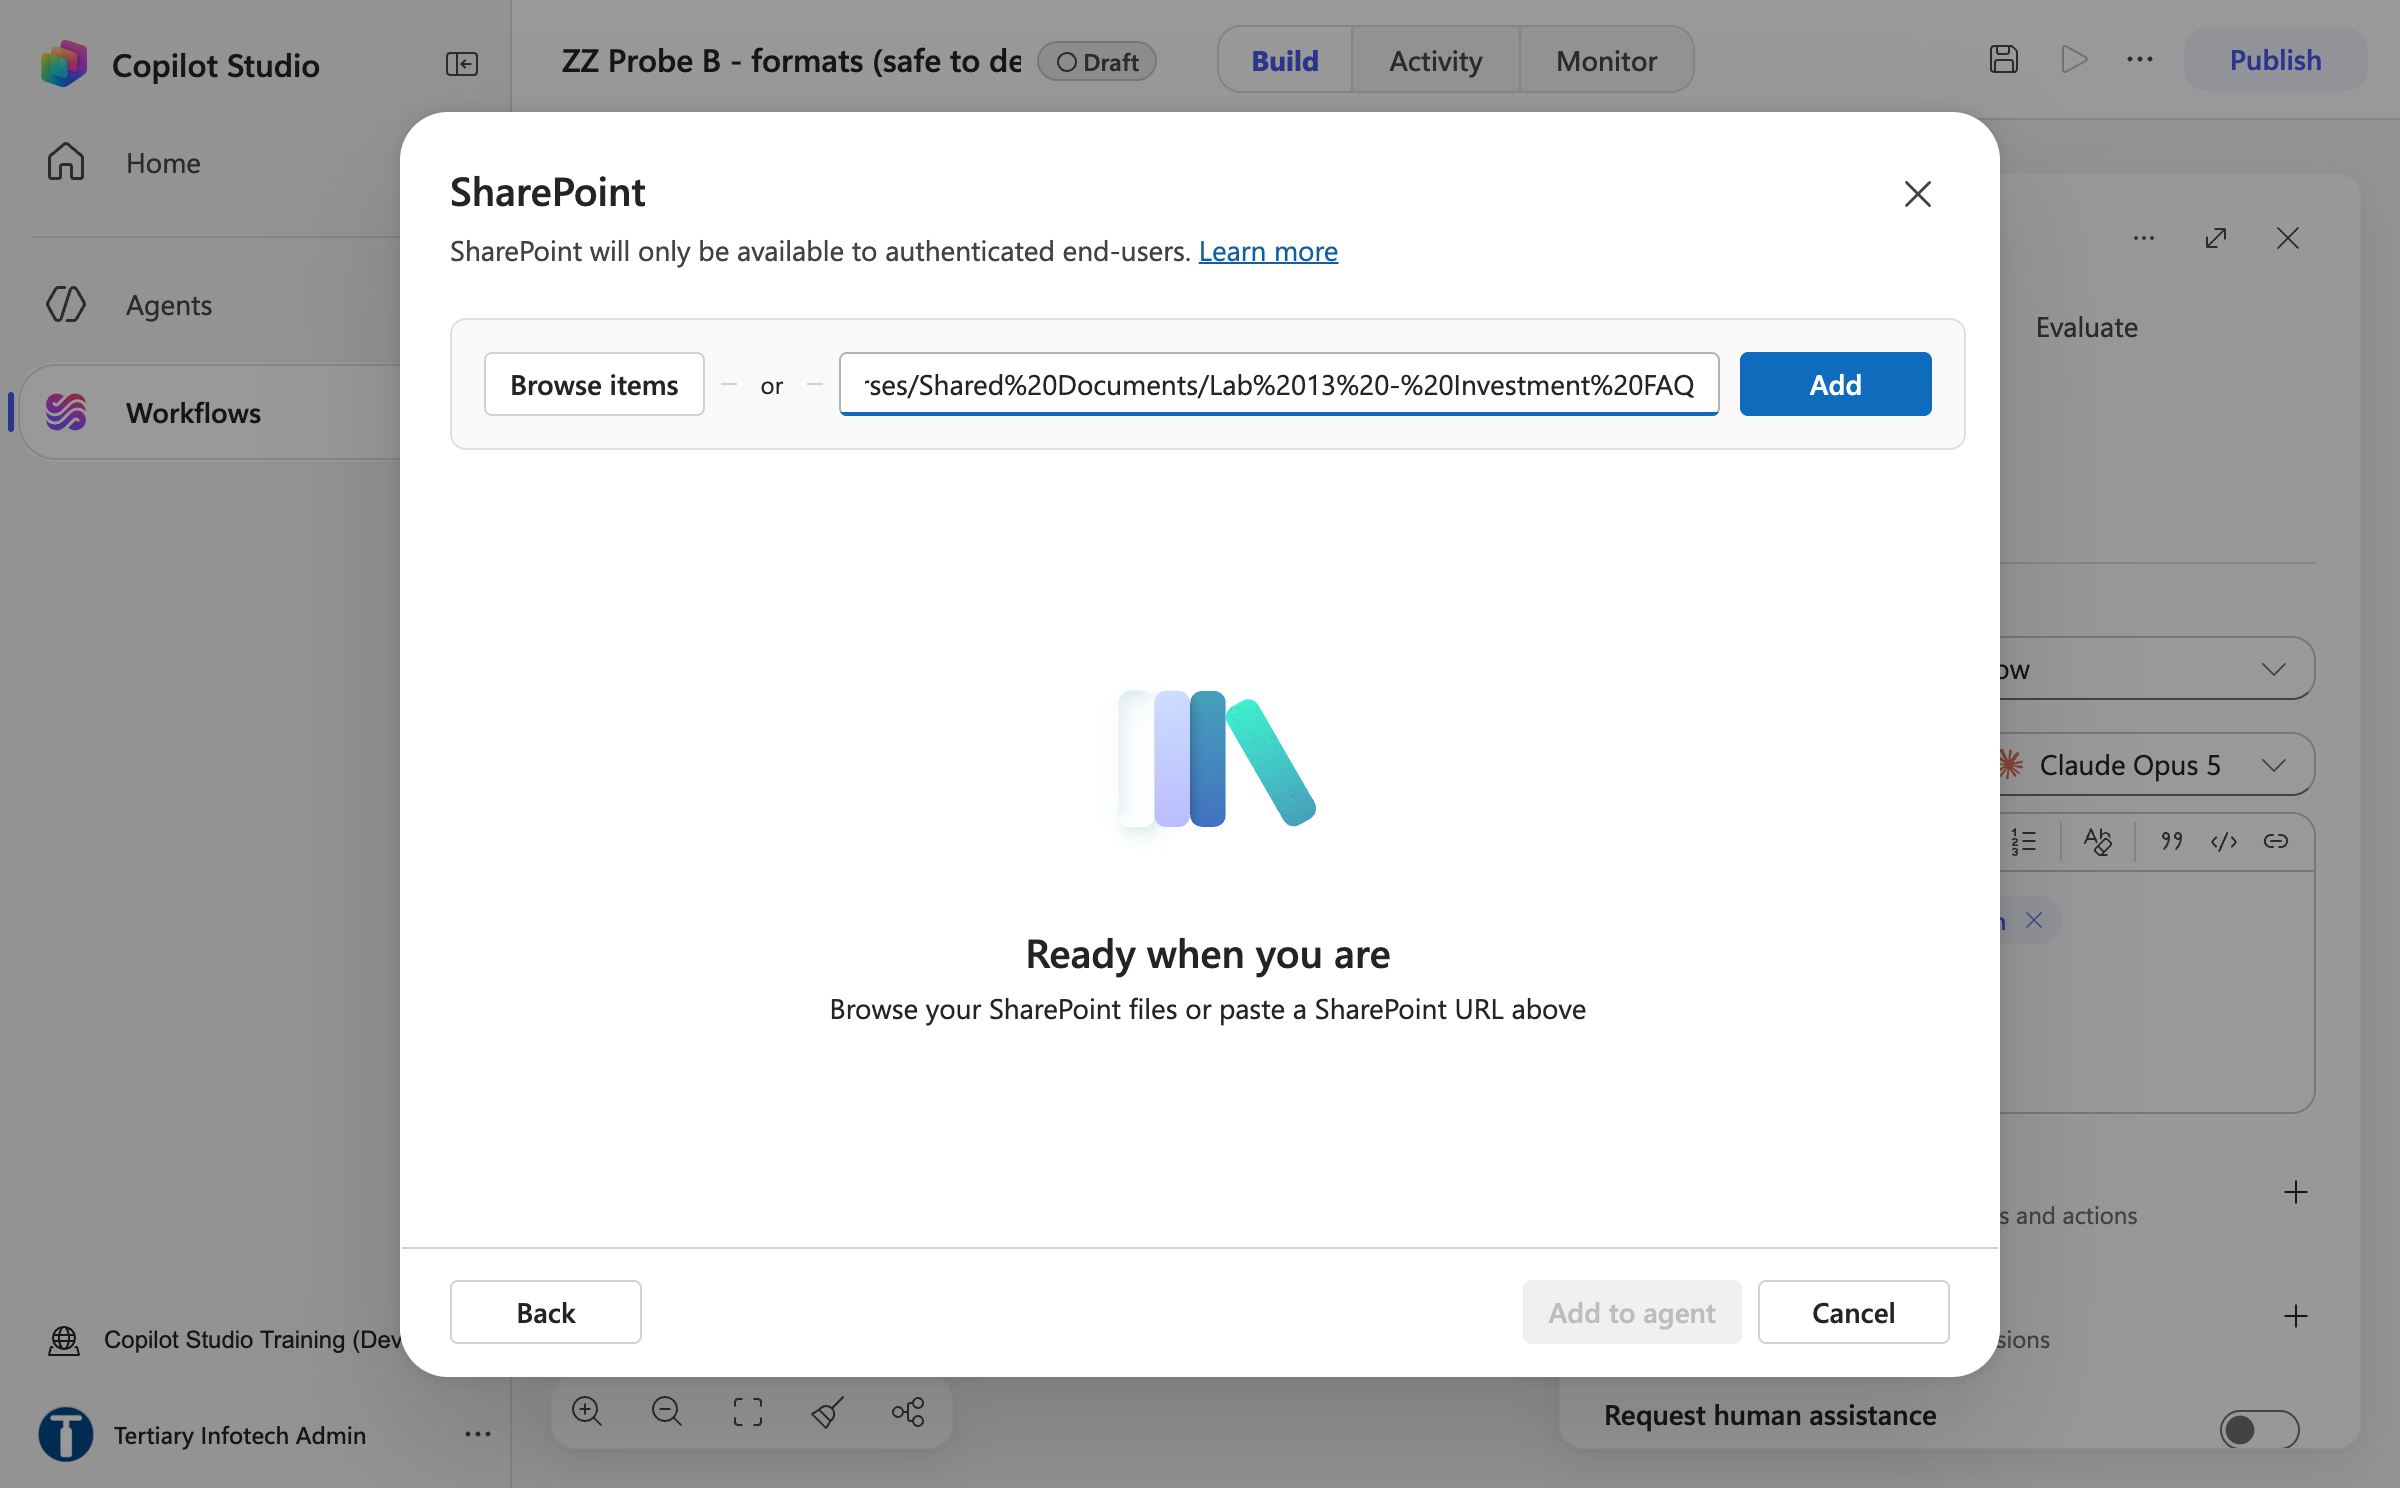 Copilot Studio
ZZ Probe B - formats (safe to de
Draft
Build
Activity
Monitor
Publish
Home
Agents
Workflows
SharePoint
SharePoint will only be available to authenticated end-users. Learn more
Browse items
or
rses/Shared%20Documents/Lab%2013%20-%20Investment%20FAQ
Add
Evaluate
ow
Claude Opus 5
n
Ready when you are
Browse your SharePoint files or paste a SharePoint URL above
s and actions
sions
Back
Add to agent
Cancel
Request human assistance
Copilot Studio Training (Dev
Tertiary Infotech Admin